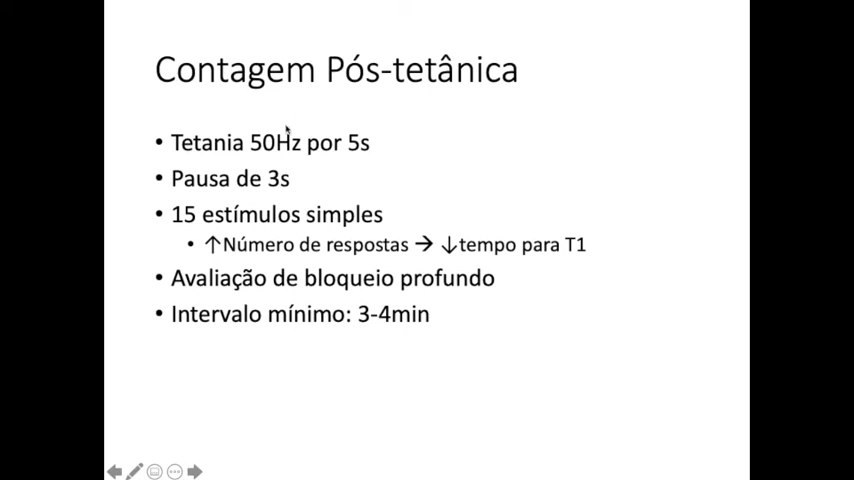 Contagem Pós-tetânica
• Tetania 50Hz por 5s
• Pausa de 3s
• 15 estímulos simples
• ↑Número de respostas → ↓tempo para T1
• Avaliação de bloqueio profundo
• Intervalo mínimo: 3-4min